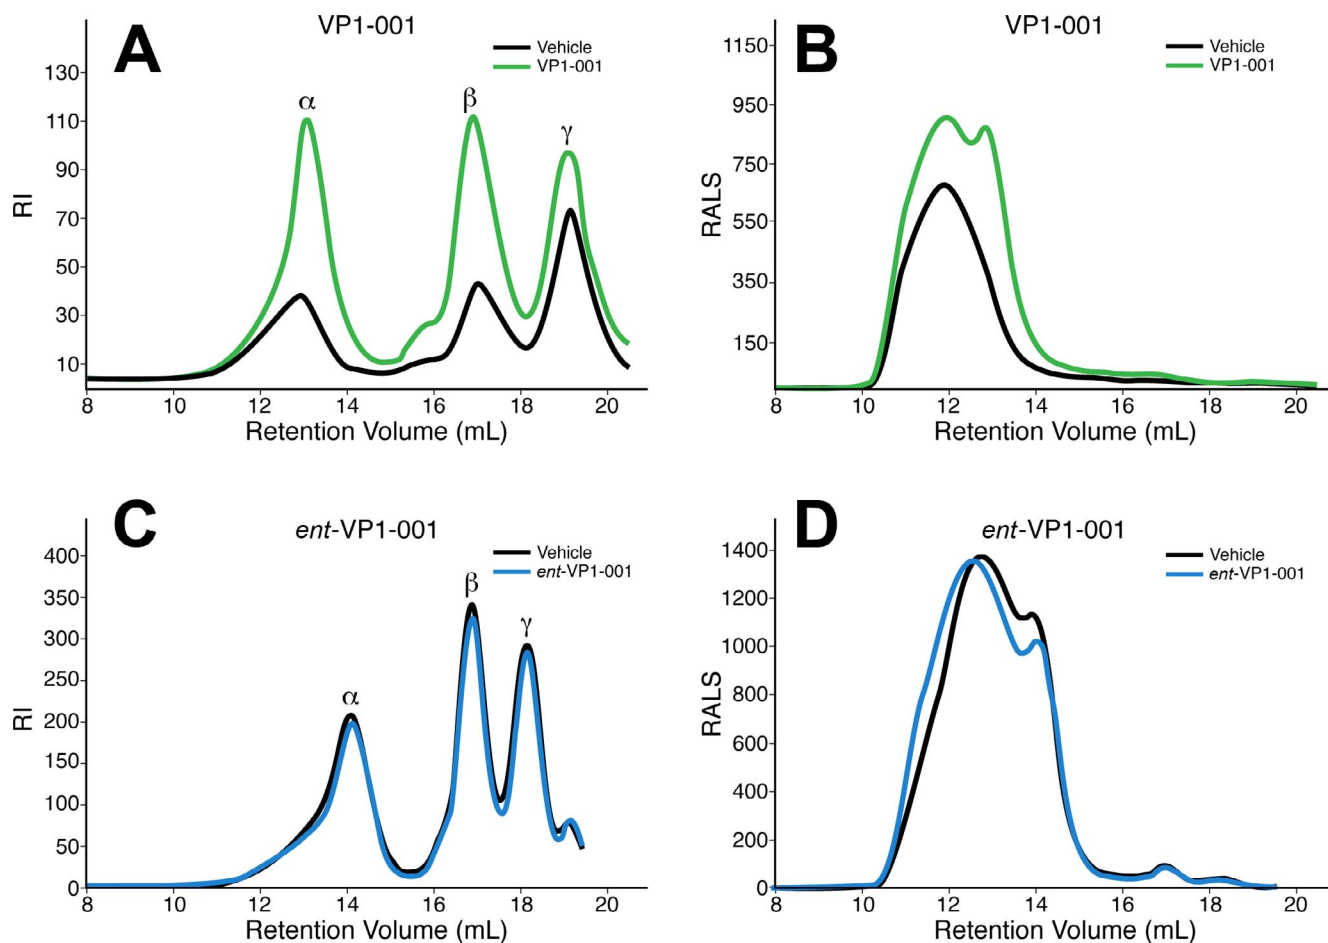 A
VP1-001
Vehicle
VP1-001
130
110
90
70
50
30
10
RI
α
β
γ
8 10 12 14 16 18 20
Retention Volume (mL)
B
VP1-001
Vehicle
VP1-001
1150
950
750
550
350
150
RALS
8 10 12 14 16 18 20
Retention Volume (mL)
C
ent-VP1-001
Vehicle
ent-VP1-001
400
350
300
250
200
150
100
50
0
RI
α
β
γ
8 10 12 14 16 18 20
Retention Volume (mL)
D
ent-VP1-001
Vehicle
ent-VP1-001
1400
1200
1000
800
600
400
200
0
RALS
8 10 12 14 16 18 20
Retention Volume (mL)